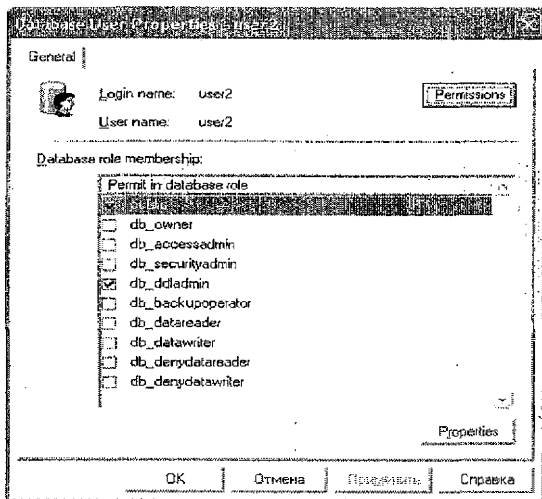 Database User Properties - user2
General
Login name: user2
Permissions
User name: user2
Database role membership:
Permit in database role
db_owner
db_accessadmin
db_securityadmin
db_ddladmin
db_backupoperator
db_datareader
db_datawriter
db_denydatareader
db_denydatawriter
Properties
OK Отмена Применить Справка